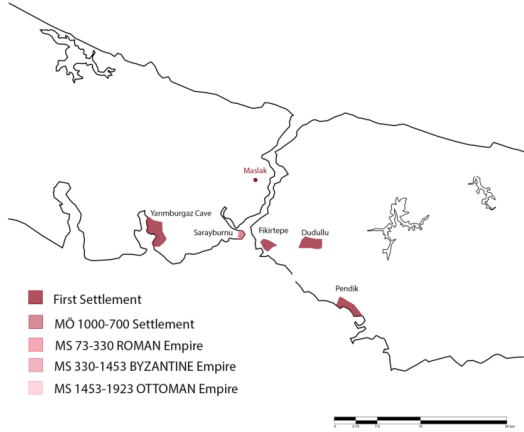 Maslak
Yarımburgaz Cave
Sarayburnu
Fikirtepe
Dudullu
Pendik
First Settlement
MÖ 1000-700 Settlement
MS 73-330 ROMAN Empire
MS 330-1453 BYZANTINE Empire
MS 1453-1923 OTTOMAN Empire